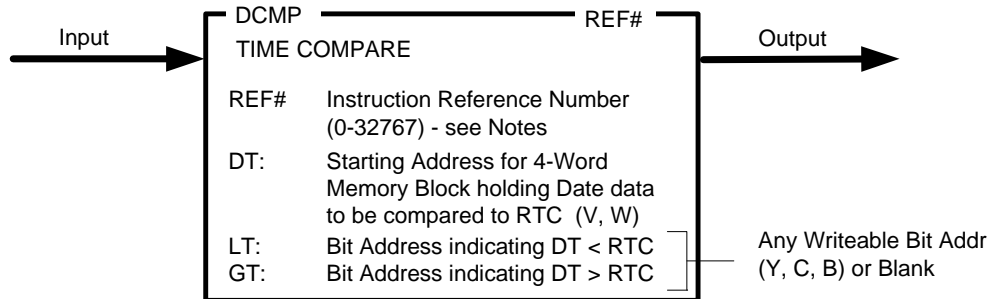 DCMP REF#
Input
Output
TIME COMPARE
REF# Instruction Reference Number
(0-32767) - see Notes
DT: Starting Address for 4-Word
Memory Block holding Date data
to be compared to RTC (V, W)
LT: Bit Address indicating DT < RTC
GT: Bit Address indicating DT > RTC
Any Writeable Bit Addr
(Y, C, B) or Blank